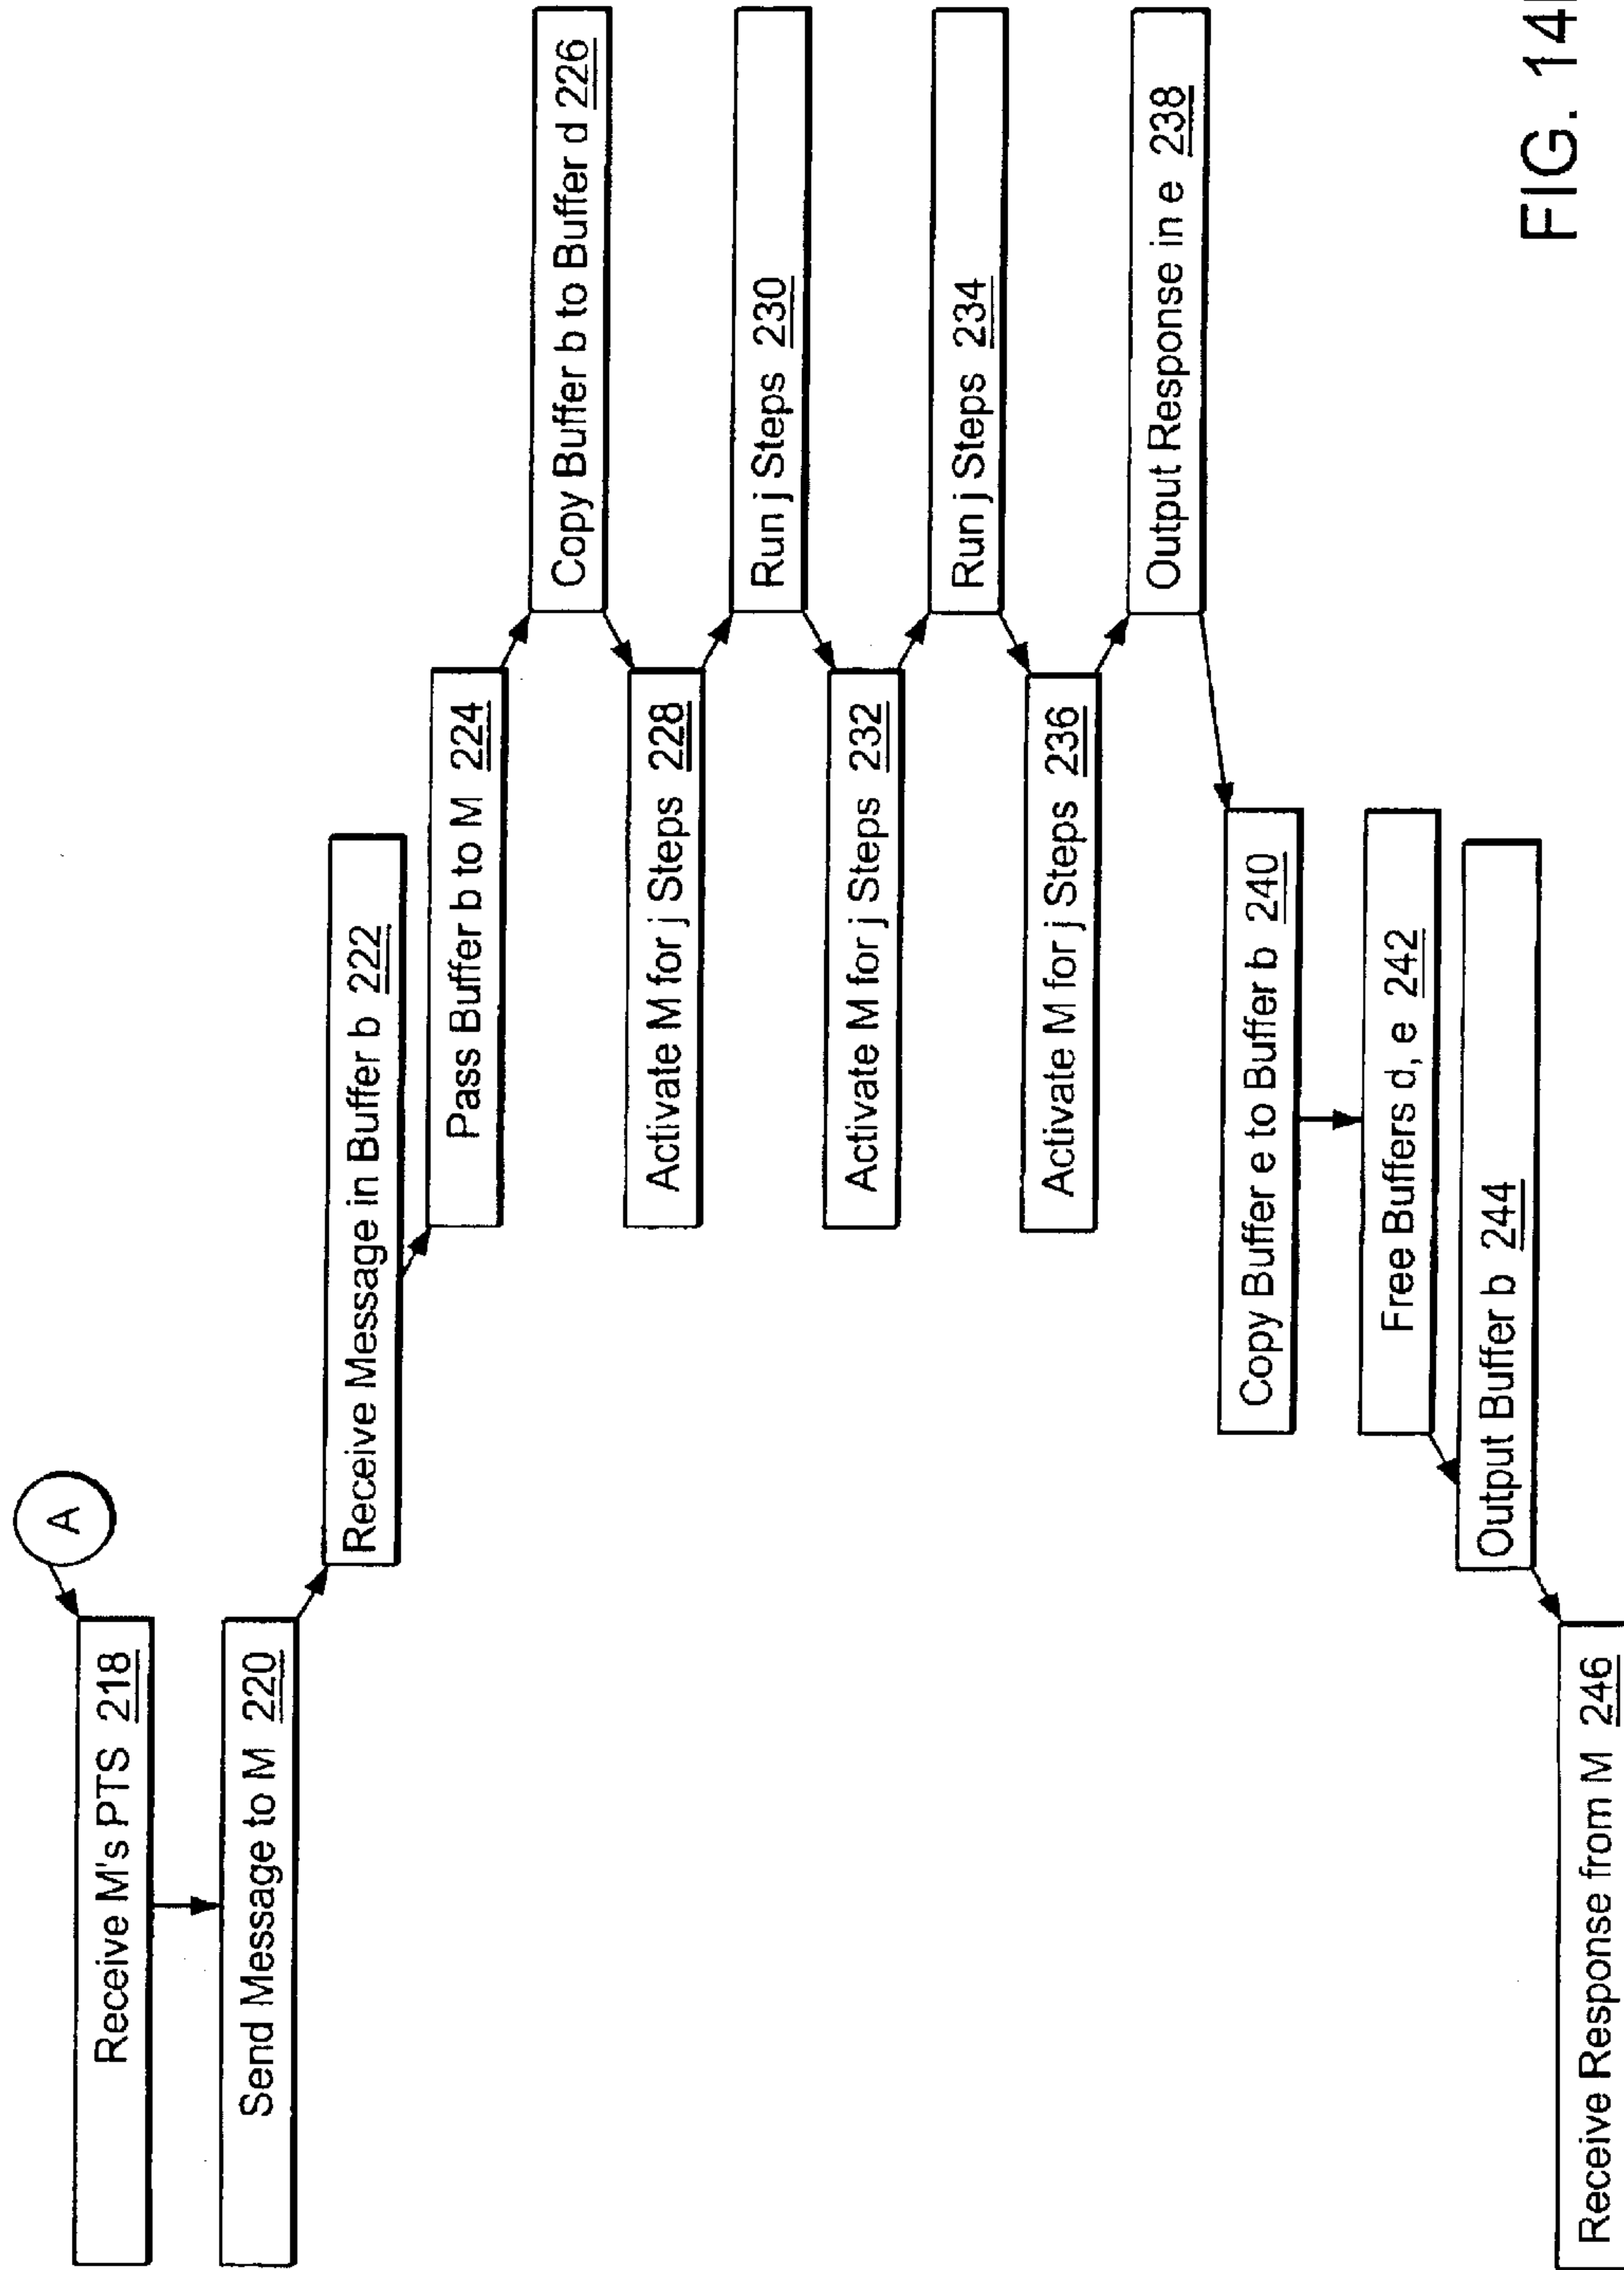 A
Receive M's PTS 218
Send Message to M 220
Receive Message in Buffer b 222
Pass Buffer b to M 224
Copy Buffer b to Buffer d 226
Activate M for j Steps 228
Run j Steps 230
Activate M for j Steps 232
Run j Steps 234
Activate M for j Steps 236
Output Response in e 238
Copy Buffer e to Buffer b 240
Free Buffers d, e 242
Output Buffer b 244
Receive Response from M 246
FIG.